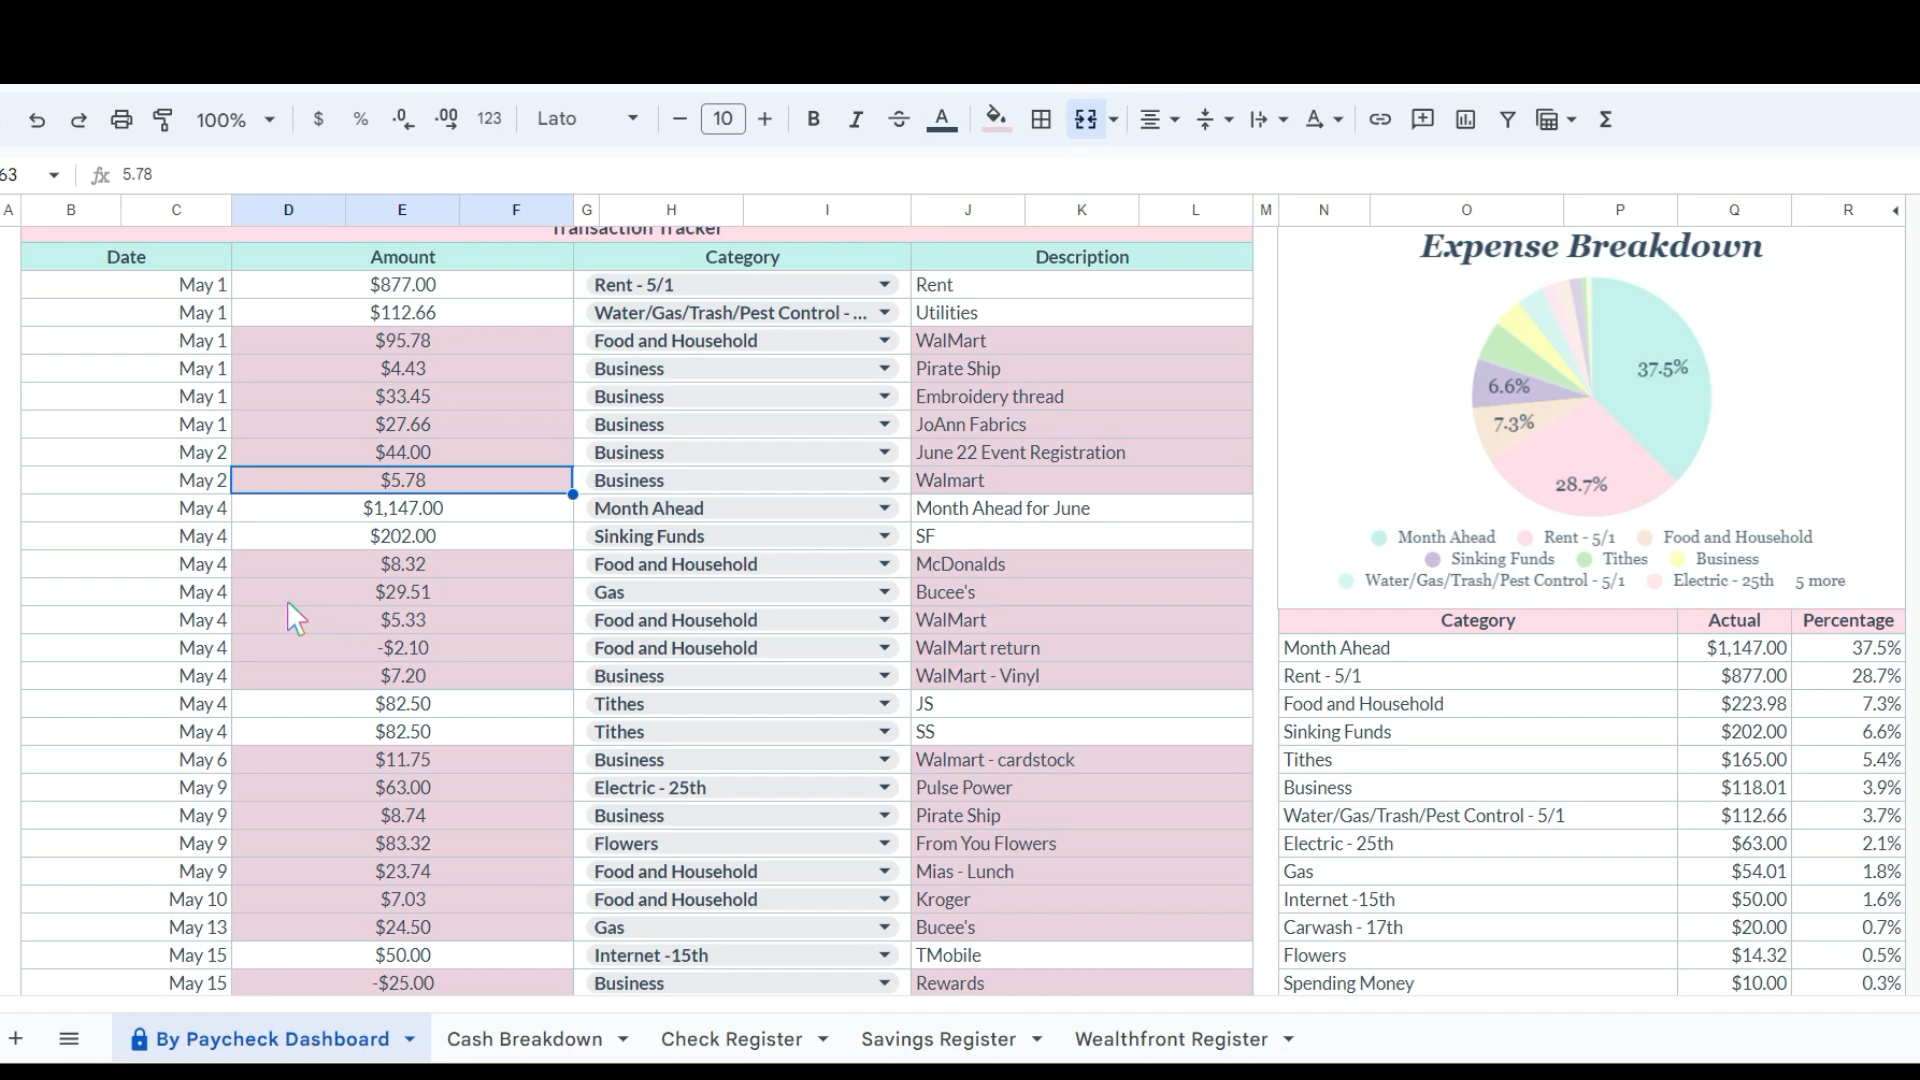 100% $ % .0 .00 123 Lato 10 B I A A
63 fx 5.78
A B C D E F G H I J K L M N O P Q R
Transaction Tracker
Date Amount Category Description
May 1 $877.00 Rent - 5/1 Rent
May 1 $112.66 Water/Gas/Trash/Pest Control - ... Utilities
May 1 $95.78 Food and Household WalMart
May 1 $4.43 Business Pirate Ship
May 1 $33.45 Business Embroidery thread
May 1 $27.66 Business JoAnn Fabrics
May 2 $44.00 Business June 22 Event Registration
May 2 $5.78 Business Walmart
May 4 $1,147.00 Month Ahead Month Ahead for June
May 4 $202.00 Sinking Funds SF
May 4 $8.32 Food and Household McDonalds
May 4 $29.51 Gas Bucee's
May 4 $5.33 Food and Household WalMart
May 4 -$2.10 Food and Household WalMart return
May 4 $7.20 Business WalMart - Vinyl
May 4 $82.50 Tithes JS
May 4 $82.50 Tithes SS
May 6 $11.75 Business Walmart - cardstock
May 9 $63.00 Electric - 25th Pulse Power
May 9 $8.74 Business Pirate Ship
May 9 $83.32 Flowers From You Flowers
May 9 $23.74 Food and Household Mias - Lunch
May 10 $7.03 Food and Household Kroger
May 13 $24.50 Gas Bucee's
May 15 $50.00 Internet -15th TMobile
May 15 -$25.00 Business Rewards
Expense Breakdown
37.5%
6.6%
7.3%
28.7%
Month Ahead Rent - 5/1 Food and Household
Sinking Funds Tithes Business
Water/Gas/Trash/Pest Control - 5/1 Electric - 25th 5 more
Category Actual Percentage
Month Ahead $1,147.00 37.5%
Rent - 5/1 $877.00 28.7%
Food and Household $223.98 7.3%
Sinking Funds $202.00 6.6%
Tithes $165.00 5.4%
Business $118.01 3.9%
Water/Gas/Trash/Pest Control - 5/1 $112.66 3.7%
Electric - 25th $63.00 2.1%
Gas $54.01 1.8%
Internet -15th $50.00 1.6%
Carwash - 17th $20.00 0.7%
Flowers $14.32 0.5%
Spending Money $10.00 0.3%
By Paycheck Dashboard Cash Breakdown Check Register Savings Register Wealthfront Register